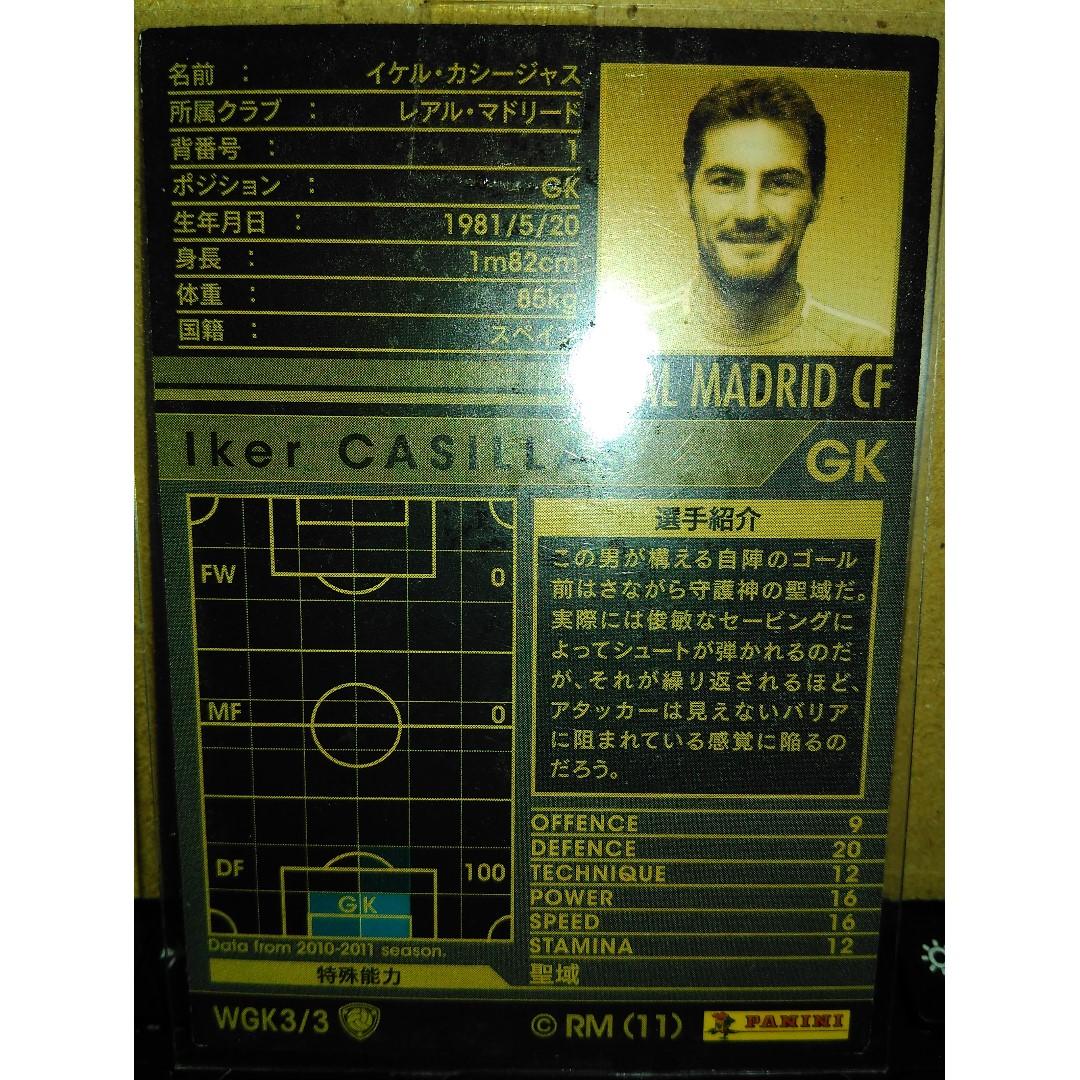 名前 : イケル・カシージャス
所属クラブ : レアル・マドリード
背番号 : 1
ポジション : GK
生年月日 : 1981/5/20
身長 : 1m82cm
体重 : 85kg
国籍 :
MADRID CF
Iker
GK
選手紹介
この男が構える自陣のゴール
前はさながら守護神の聖域だ。
実際には俊敏なセービングに
よってシュートが弾かれるのだ
が、それが繰り返されるほど、
アタッカーは見えないバリア
に阻まれている感覚に陥るの
だろう。
FW 0
MF 0
DF 100
GK
Data from 2010-2011 season.
OFFENCE 9
DEFENCE 20
TECHNIQUE 12
POWER 16
SPEED 16
STAMINA 12
特殊能力 聖域
WGK3/3
© RM (11)
PANINI